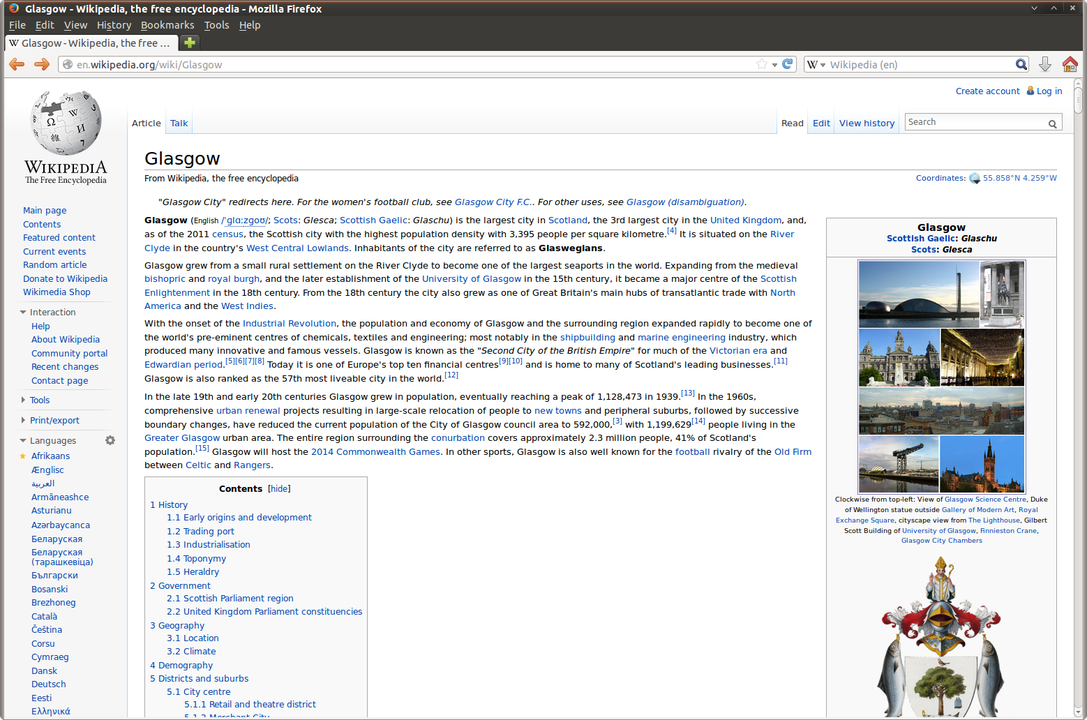 Glasgow - Wikipedia, the free encyclopedia - Mozilla Firefox
File Edit View History Bookmarks Tools Help
W Glasgow - Wikipedia, the free ...
en.wikipedia.org/wiki/Glasgow
W Wikipedia (en)
Create account Log in
WIKIPEDIA
The Free Encyclopedia
Article Talk
Read Edit View history Search
Main page
Contents
Featured content
Current events
Random article
Donate to Wikipedia
Wikimedia Shop
Interaction
Help
About Wikipedia
Community portal
Recent changes
Contact page
Tools
Print/export
Languages
Afrikaans
Ænglisc
العربية
Armãneashce
Asturianu
Azərbaycanca
Беларуская
Беларуская
(тарашкевіца)
Български
Bosanski
Brezhoneg
Català
Čeština
Corsu
Cymraeg
Dansk
Deutsch
Eesti
Ελληνικά
Glasgow
From Wikipedia, the free encyclopedia
Coordinates: 55.858°N 4.259°W
"Glasgow City" redirects here. For the women's football club, see Glasgow City F.C.. For other uses, see Glasgow (disambiguation).
Glasgow (English /ˈɡlɑːzɡoʊ/; Scots: Glesca; Scottish Gaelic: Glaschu) is the largest city in Scotland, the 3rd largest city in the United Kingdom, and,
as of the 2011 census, the Scottish city with the highest population density with 3,395 people per square kilometre.[4] It is situated on the River
Clyde in the country's West Central Lowlands. Inhabitants of the city are referred to as Glaswegians.
Glasgow grew from a small rural settlement on the River Clyde to become one of the largest seaports in the world. Expanding from the medieval
bishopric and royal burgh, and the later establishment of the University of Glasgow in the 15th century, it became a major centre of the Scottish
Enlightenment in the 18th century. From the 18th century the city also grew as one of Great Britain's main hubs of transatlantic trade with North
America and the West Indies.
With the onset of the Industrial Revolution, the population and economy of Glasgow and the surrounding region expanded rapidly to become one of
the world's pre-eminent centres of chemicals, textiles and engineering; most notably in the shipbuilding and marine engineering industry, which
produced many innovative and famous vessels. Glasgow is known as the "Second City of the British Empire" for much of the Victorian era and
Edwardian period.[5][6][7][8] Today it is one of Europe's top ten financial centres[9][10] and is home to many of Scotland's leading businesses.[11]
Glasgow is also ranked as the 57th most liveable city in the world.[12]
In the late 19th and early 20th centuries Glasgow grew in population, eventually reaching a peak of 1,128,473 in 1939.[13] In the 1960s,
comprehensive urban renewal projects resulting in large-scale relocation of people to new towns and peripheral suburbs, followed by successive
boundary changes, have reduced the current population of the City of Glasgow council area to 592,000,[3] with 1,199,629[14] people living in the
Greater Glasgow urban area. The entire region surrounding the conurbation covers approximately 2.3 million people, 41% of Scotland's
population.[15] Glasgow will host the 2014 Commonwealth Games. In other sports, Glasgow is also well known for the football rivalry of the Old Firm
between Celtic and Rangers.
Contents [hide]
1 History
1.1 Early origins and development
1.2 Trading port
1.3 Industrialisation
1.4 Toponymy
1.5 Heraldry
2 Government
2.1 Scottish Parliament region
2.2 United Kingdom Parliament constituencies
3 Geography
3.1 Location
3.2 Climate
4 Demography
5 Districts and suburbs
5.1 City centre
5.1.1 Retail and theatre district
5.1.2 Merchant City
Glasgow
Scottish Gaelic: Glaschu
Scots: Glesca
Clockwise from top-left: View of Glasgow Science Centre, Duke
of Wellington statue outside Gallery of Modern Art, Royal
Exchange Square, cityscape view from The Lighthouse, Gilbert
Scott Building of University of Glasgow, Finnieston Crane,
Glasgow City Chambers